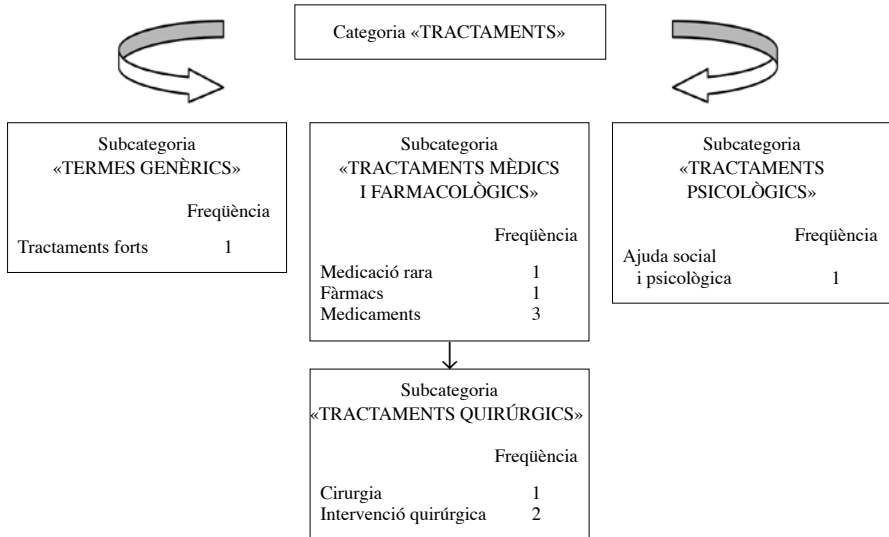 Categoria «TRACTAMENTS»
Subcategoria
«TERMES GENÈRICS»
Freqüència
Tractaments forts 1
Subcategoria
«TRACTAMENTS MÈDICS
I FARMACOLÒGICS»
Freqüència
Medicació rara 1
Fàrmacs 1
Medicaments 3
Subcategoria
«TRACTAMENTS
PSICOLÒGICS»
Freqüència
Ajuda social
i psicològica 1
Subcategoria
«TRACTAMENTS QUIRÚRGICS»
Freqüència
Cirurgia 1
Intervenció quirúrgica 2